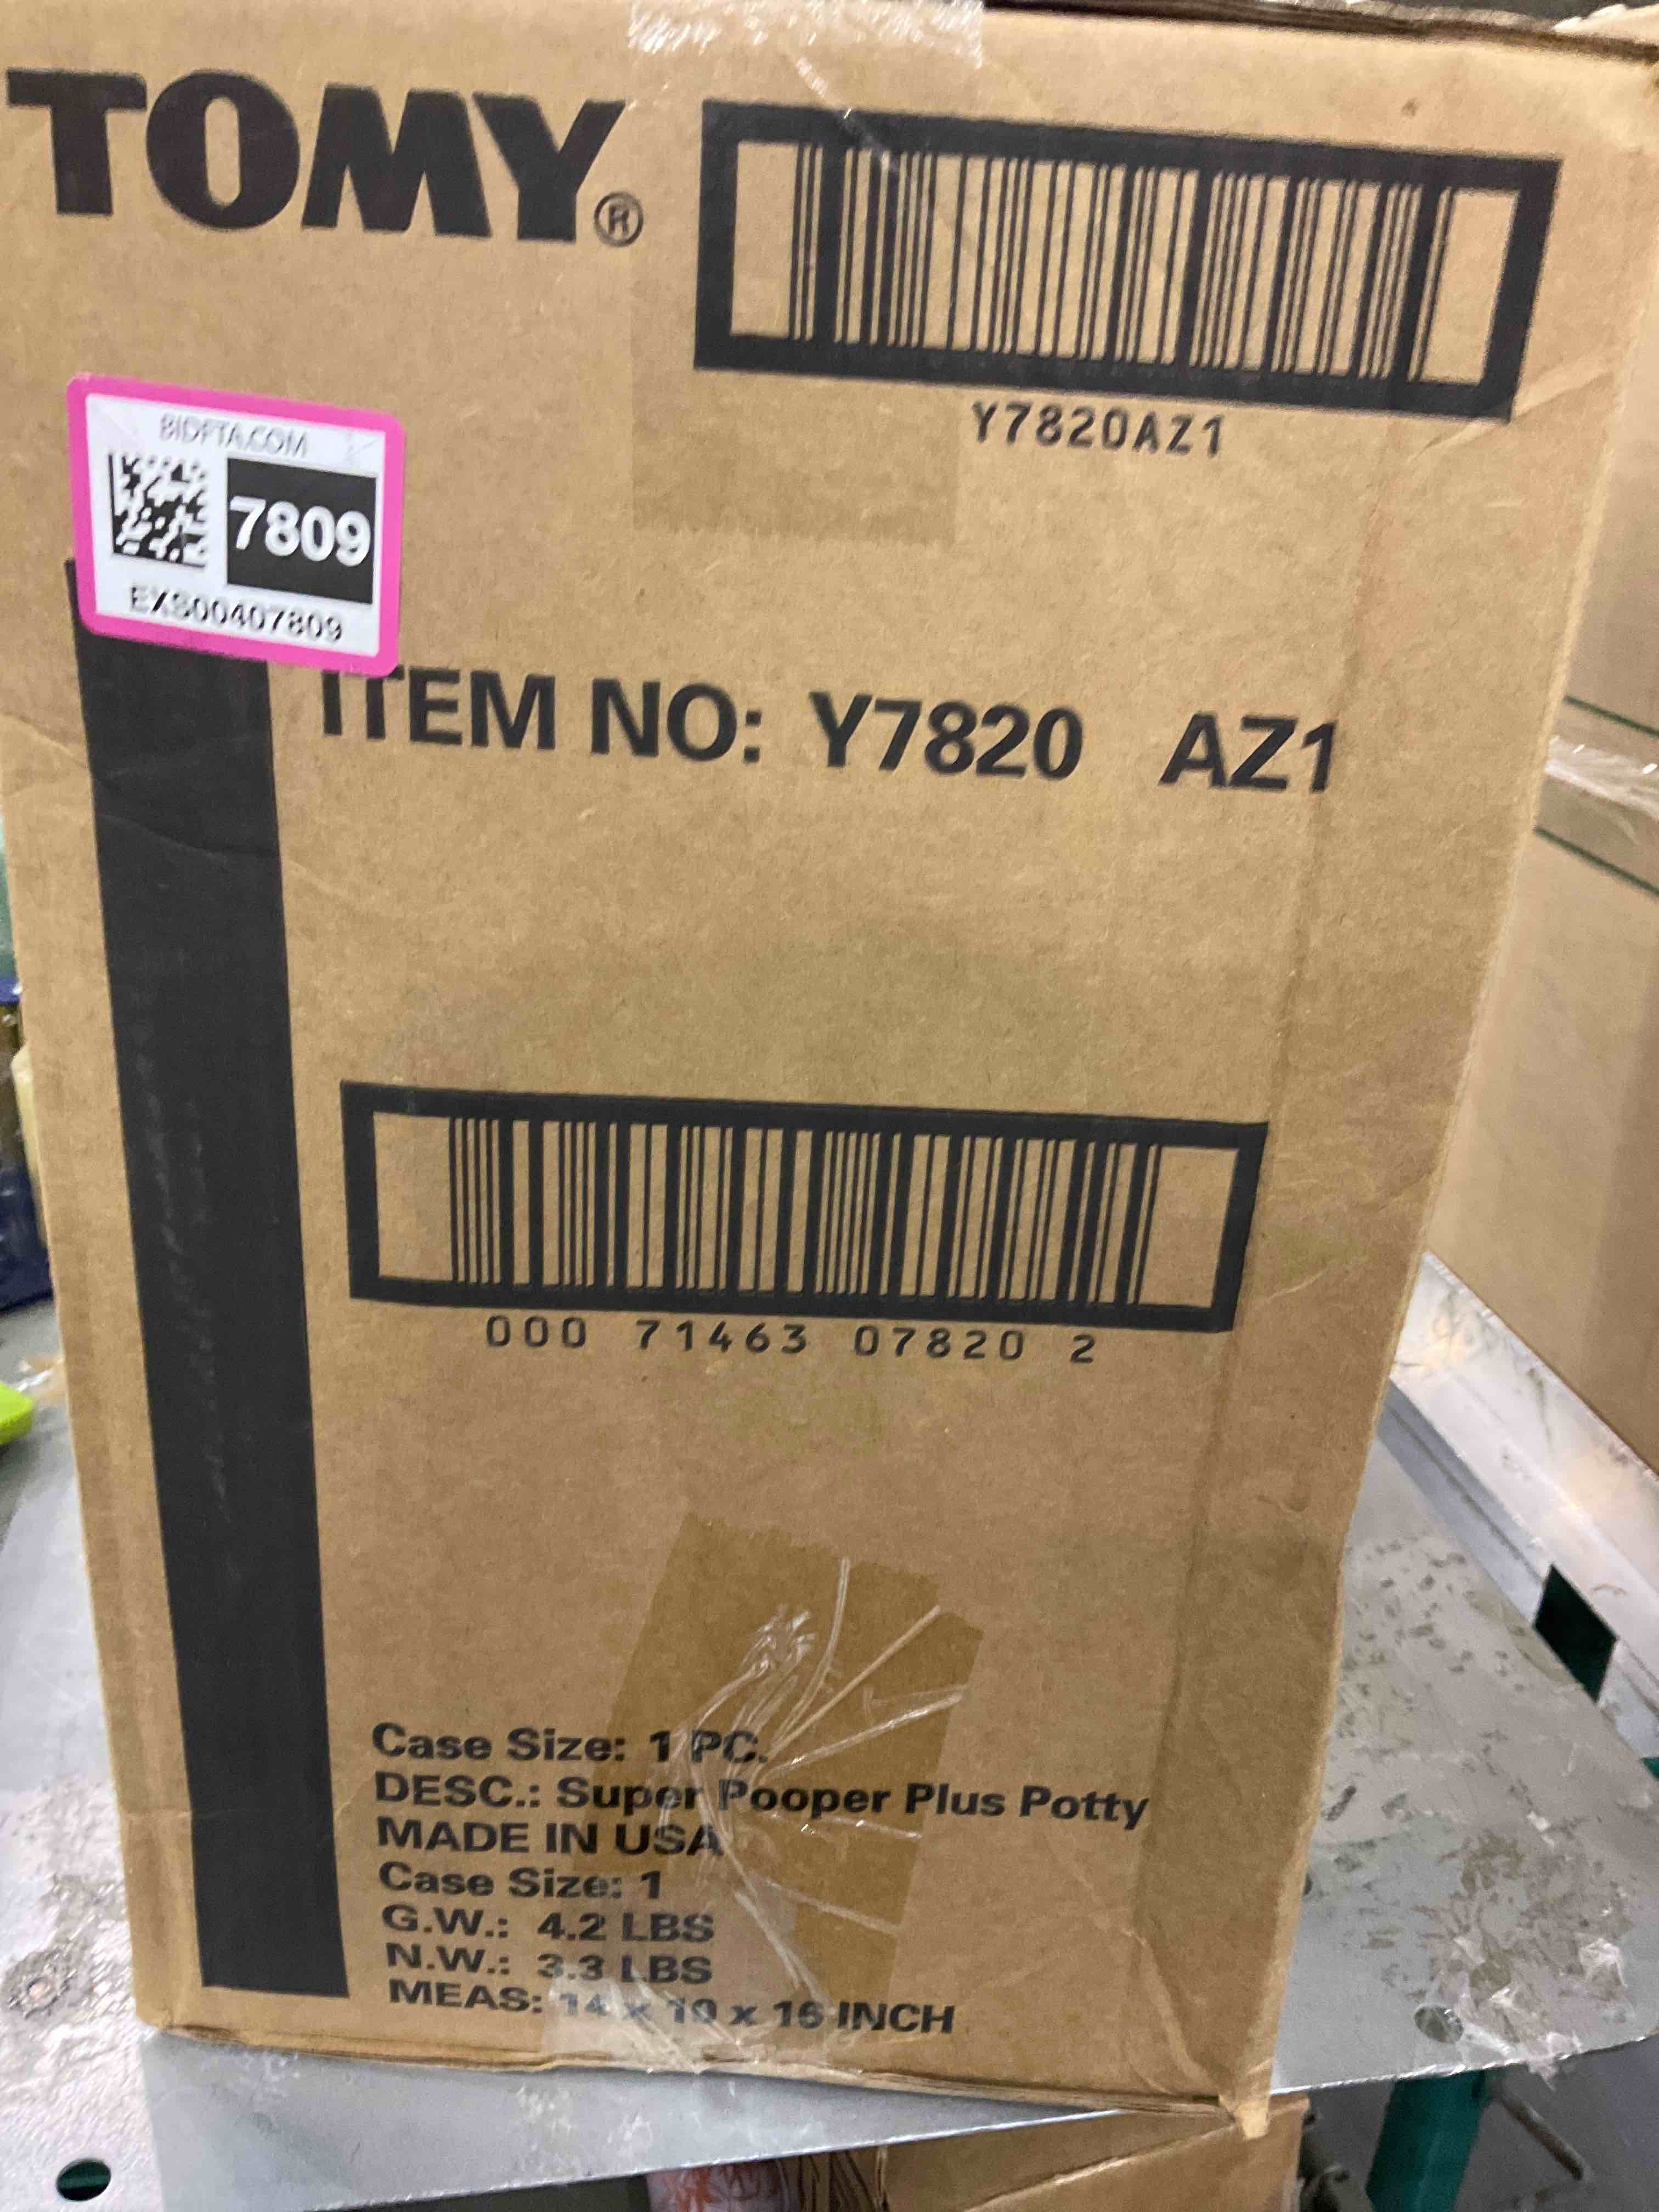 TOMY®
Y7820AZ1
BIDFTA.COM
7809
EXS00407809
ITEM NO: Y7820 AZ1
000 71463 07820 2
Case Size: 1 PC.
DESC.: Super Pooper Plus Potty
MADE IN USA
Case Size: 1
G.W.: 4.2 LBS
N.W.: 3.3 LBS
MEAS: 14 x 10 x 16 INCH